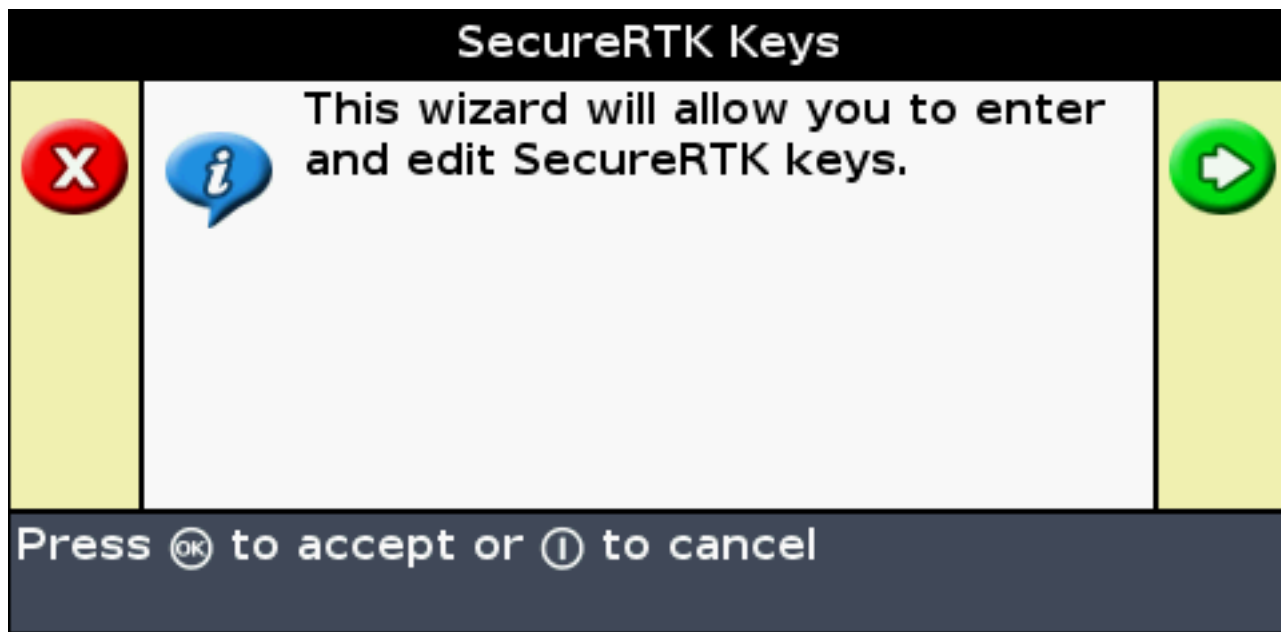 SecureRTK Keys
This wizard will allow you to enter
and edit SecureRTK keys.
Press OK to accept or to cancel